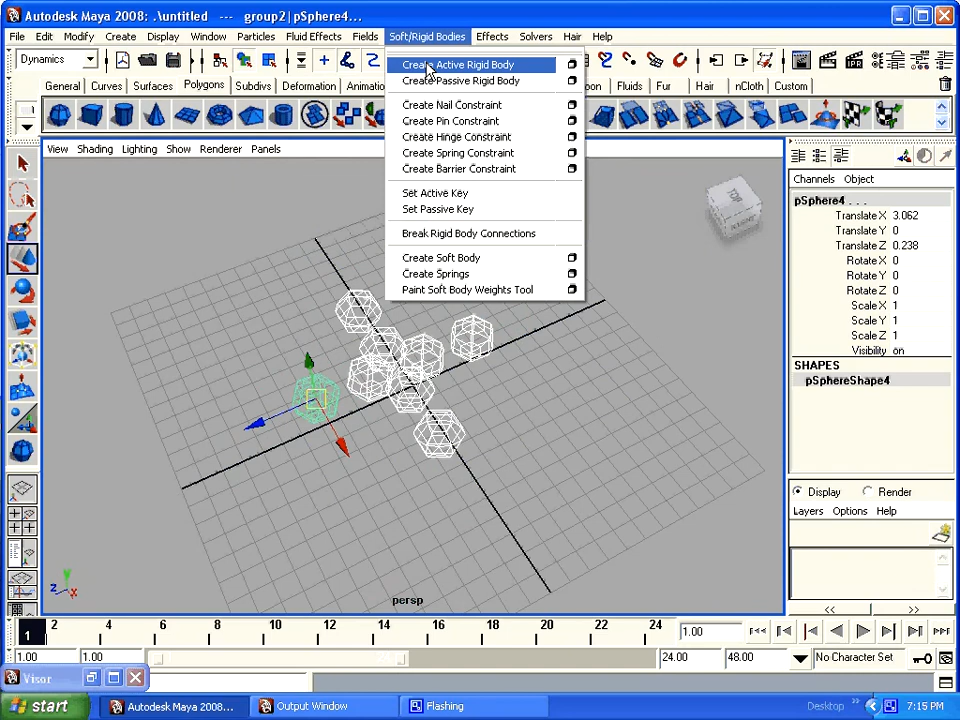 Autodesk Maya 2008: .\untitled --- group2|pSphere4...
File Edit Modify Create Display Window Particles Fluid Effects Fields Soft/Rigid Bodies Effects Solvers Hair Help
Dynamics
General Curves Surfaces Polygons Subdivs Deformation Animatio
oon Fluids Fur Hair nCloth Custom
Create Active Rigid Body
Create Passive Rigid Body
Create Nail Constraint
Create Pin Constraint
Create Hinge Constraint
Create Spring Constraint
Create Barrier Constraint
Set Active Key
Set Passive Key
Break Rigid Body Connections
Create Soft Body
Create Springs
Paint Soft Body Weights Tool
View Shading Lighting Show Renderer Panels
TOP
persp
Channels Object
pSphere4 . . .
Translate X 3.062
Translate Y 0
Translate Z 0.238
Rotate X 0
Rotate Y 0
Rotate Z 0
Scale X 1
Scale Y 1
Scale Z 1
Visibility on
SHAPES
pSphereShape4
Display Render
Layers Options Help
<< >>
y
z x
1 2 4 6 8 10 12 14 16 18 20 22 24
1.00
1.00 1.00 24.00 48.00 No Character Set
Visor
start Autodesk Maya 2008... Output Window Flashing Desktop 7:15 PM